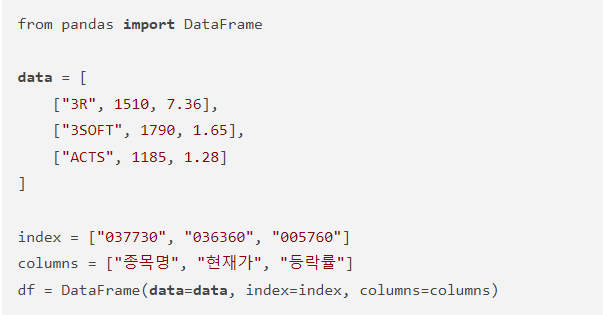 from pandas import DataFrame
data = [
["3R", 1510, 7.36],
["3SOFT", 1790, 1.65],
["ACTS", 1185, 1.28]
]
index = ["037730", "036360", "005760"]
columns = ["종목명", "현재가", "등락률"]
df = DataFrame(data=data, index=index, columns=columns)